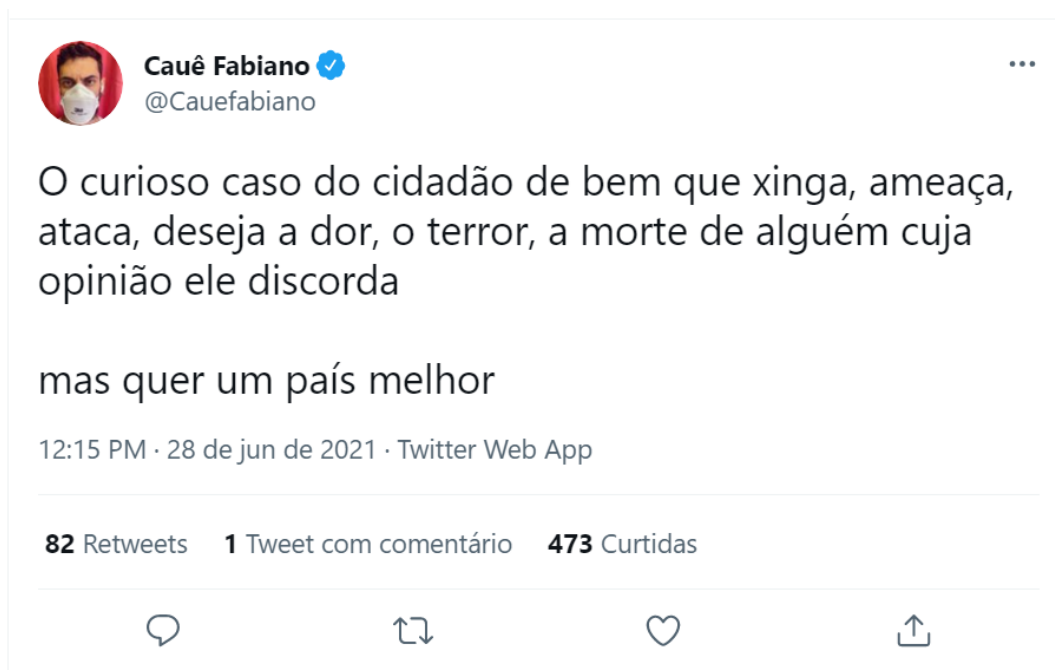 Cauê Fabiano
@Cauefabiano
O curioso caso do cidadão de bem que xinga, ameaça,
ataca, deseja a dor, o terror, a morte de alguém cuja
opinião ele discorda
mas quer um país melhor
12:15 PM · 28 de jun de 2021 · Twitter Web App
82 Retweets 1 Tweet com comentário 473 Curtidas